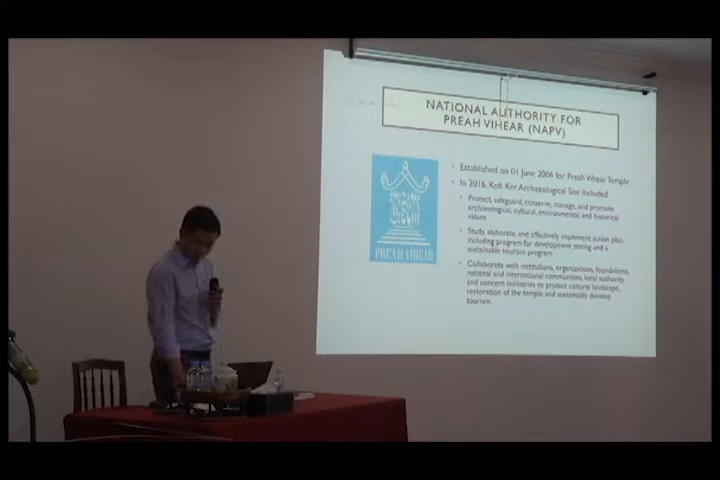 NATIONAL AUTHORITY FOR
PREAH VIHEAR (NAPV)
PREAH VIHEAR
• Established on 01 June 2006 for Preah Vihear Temple
• In 2016, Koh Ker Archaeological Site included
• Protect, safeguard, conserve, manage, and promote
archaeological, cultural, environmental, and historical
values
• Study, elaborate, and effectively implement action plan,
including program for development zoning and a
sustainable tourism program
• Collaborate with institutions, organizations, foundations,
national and international communities, local authority
and concern ministries to protect cultural landscape,
restoration of the temple and sustainably develop
tourism.